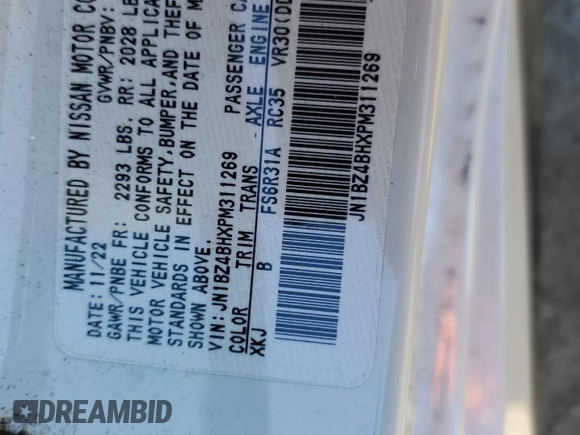 MANUFACTURED BY NISSAN MOTOR CO
DATE: 11/22 GVWR/PNBV:
GAWR/PNBE FR: 2293 LBS. RR: 2028 LB
THIS VEHICLE CONFORMS TO ALL APPLICA
MOTOR VEHICLE SAFETY, BUMPER, AND THEF
STANDARDS IN EFFECT ON THE DATE OF M
SHOWN ABOVE.
VIN: JN1BZ4BHXPM311269 PASSENGER CA
COLOR TRIM TRANS AXLE ENGINE
XKJ B FS6R31A RC35 VR30(DD
JN1BZ4BHXPM311269
DREAMBID